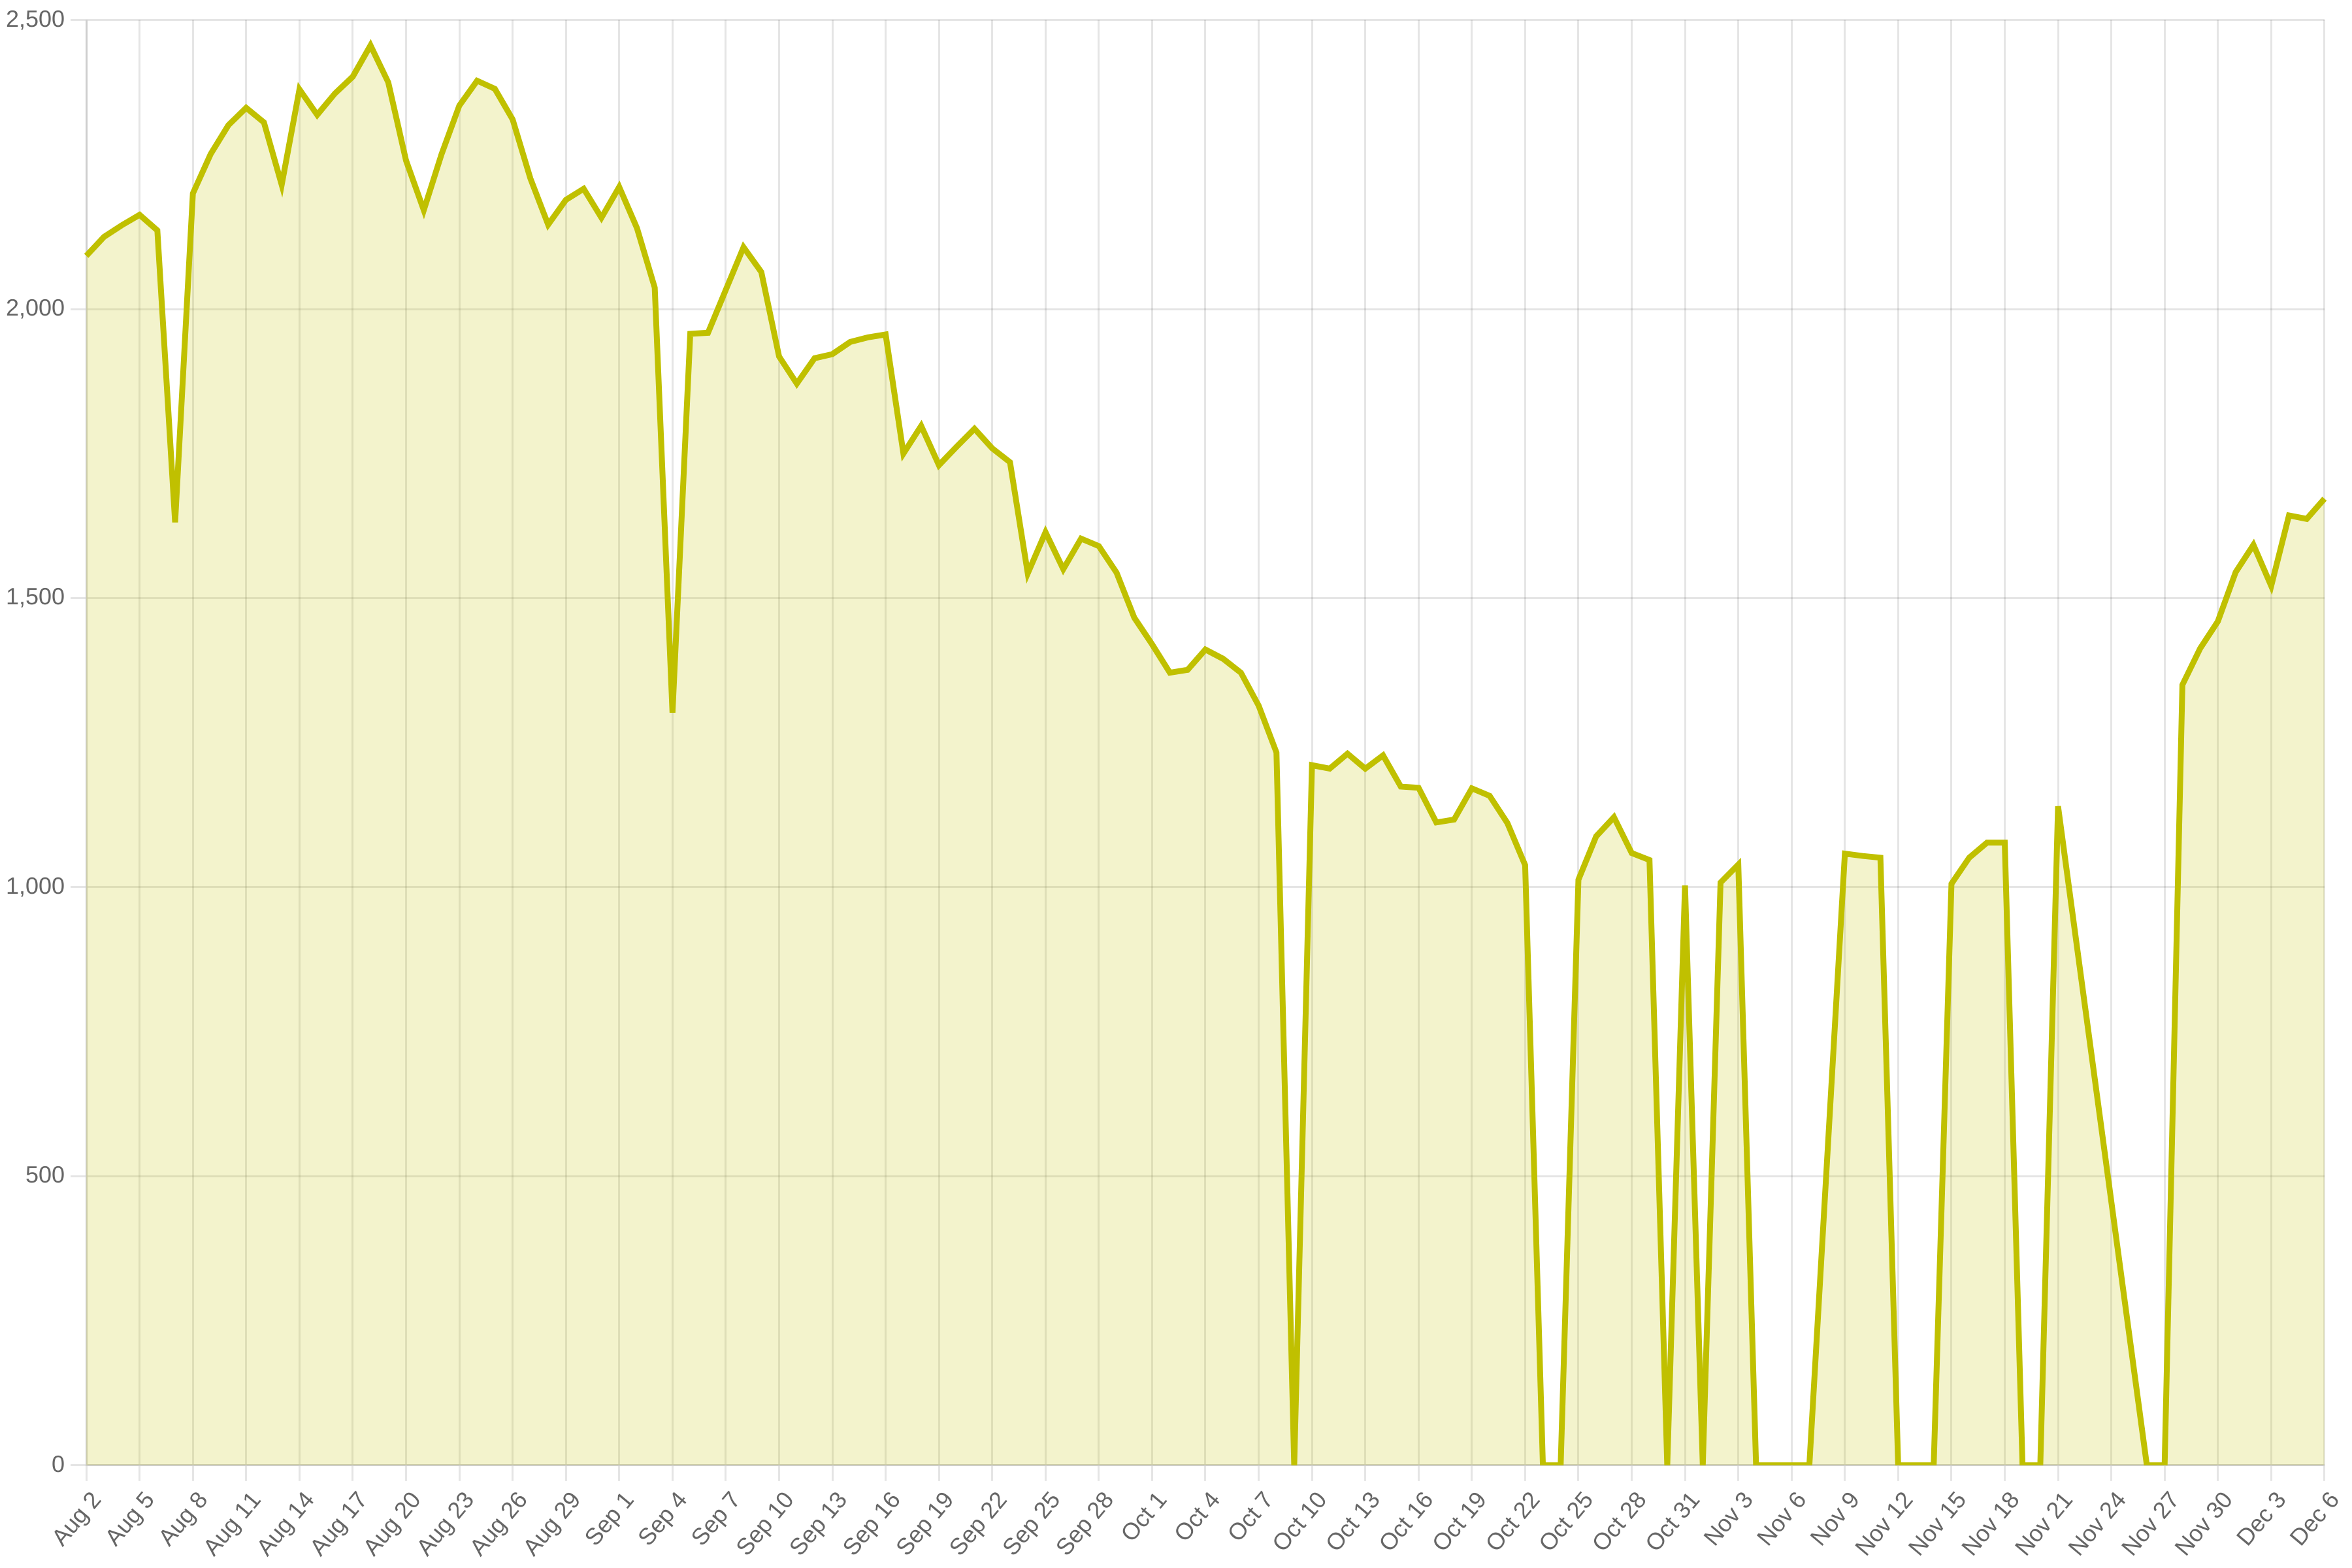 2,500
2,000
1,500
1,000
500
0
Aug 2
Aug 5
Aug 8
Aug 11
Aug 14
Aug 17
Aug 20
Aug 23
Aug 26
Aug 29
Sep 1
Sep 4
Sep 7
Sep 10
Sep 13
Sep 16
Sep 19
Sep 22
Sep 25
Sep 28
Oct 1
Oct 4
Oct 7
Oct 10
Oct 13
Oct 16
Oct 19
Oct 22
Oct 25
Oct 28
Oct 31
Nov 3
Nov 6
Nov 9
Nov 12
Nov 15
Nov 18
Nov 21
Nov 24
Nov 27
Nov 30
Dec 3
Dec 6